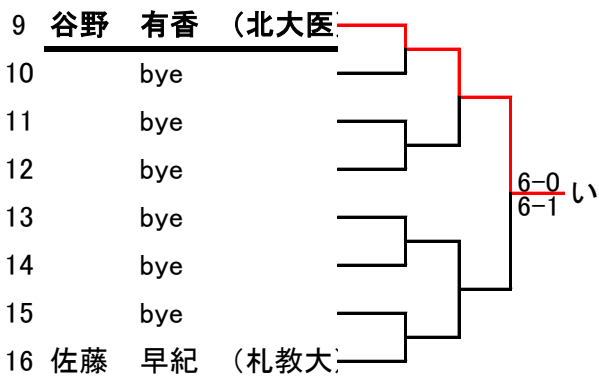 9 谷野 有香 （北大医）
10 bye
11 bye
12 bye
13 bye
6-0
6-1
い
14 bye
15 bye
16 佐藤 早紀 （札教大）